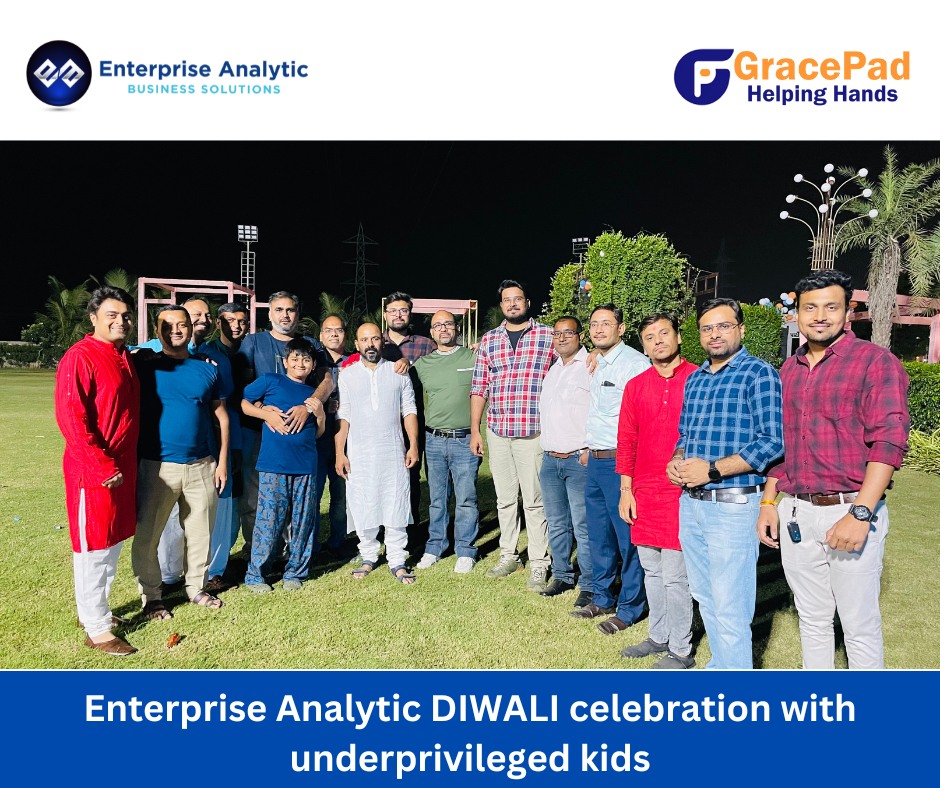 Enterprise Analytic
BUSINESS SOLUTIONS
GracePad
Helping Hands
Enterprise Analytic DIWALI celebration with
underprivileged kids